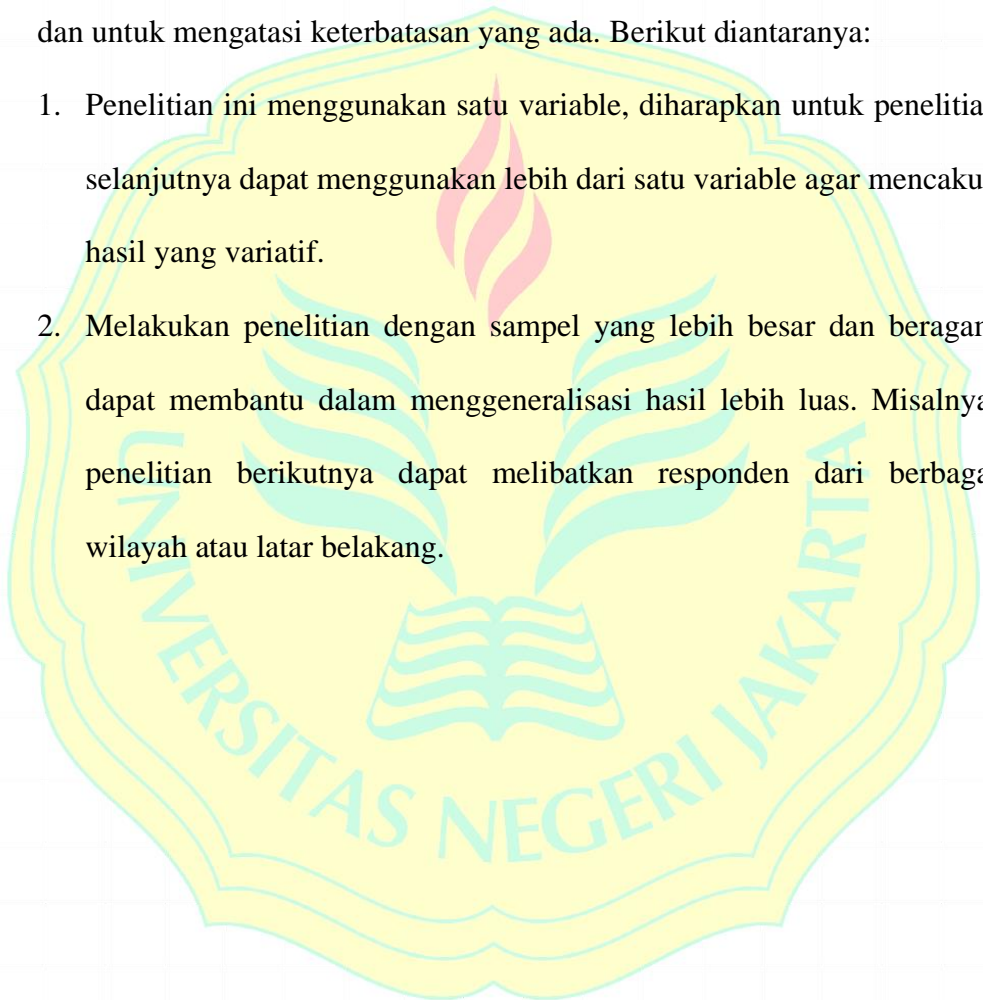 dan untuk mengatasi keterbatasan yang ada. Berikut diantaranya:
1. Penelitian ini menggunakan satu variable, diharapkan untuk penelitia
selanjutnya dapat menggunakan lebih dari satu variable agar mencaku
hasil yang variatif.
2. Melakukan penelitian dengan sampel yang lebih besar dan beragam
dapat membantu dalam menggeneralisasi hasil lebih luas. Misalnya
penelitian berikutnya dapat melibatkan responden dari berbaga
wilayah atau latar belakang.
UNIVERSITAS NEGERI JAKARTA